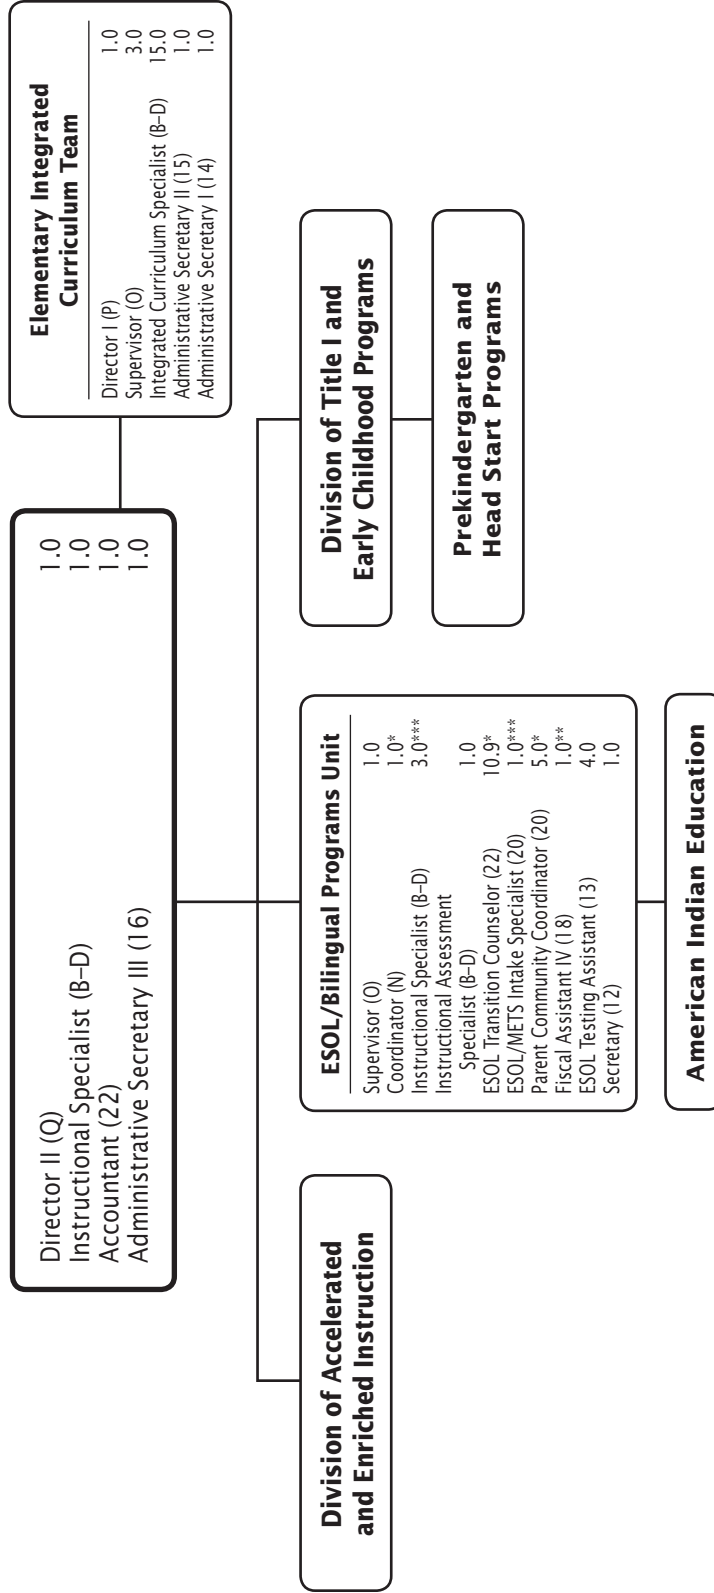 Director II (Q) 1.0
Instructional Specialist (B–D) 1.0
Accountant (22) 1.0
Administrative Secretary III (16) 1.0
Elementary Integrated
Curriculum Team
Director I (P) 1.0
Supervisor (O) 3.0
Integrated Curriculum Specialist (B–D) 15.0
Administrative Secretary II (15) 1.0
Administrative Secretary I (14) 1.0
Division of Accelerated
and Enriched Instruction
ESOL/Bilingual Programs Unit
Supervisor (O) 1.0
Coordinator (N) 1.0*
Instructional Specialist (B–D) 3.0***
Instructional Assessment
Specialist (B–D) 1.0
ESOL Transition Counselor (22) 10.9*
ESOL/METS Intake Specialist (20) 1.0***
Parent Community Coordinator (20) 5.0*
Fiscal Assistant IV (18) 1.0**
ESOL Testing Assistant (13) 4.0
Secretary (12) 1.0
American Indian Education
Division of Title I and
Early Childhood Programs
Prekindergarten and
Head Start Programs